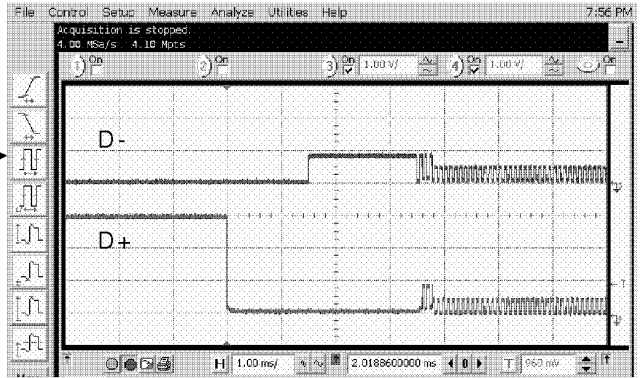 File Control Setup Measure Analyze Utilities Help 7:56 PM
Acquisition is stopped.
4.00 MSa/s 4.10 Mpts
1) On 2) On 3) On 1.00 V/ 4) On 1.00 V/ On
D-
D+
T
H 1.00 ms/ 2.0188600000 ms 0 T 960 mV